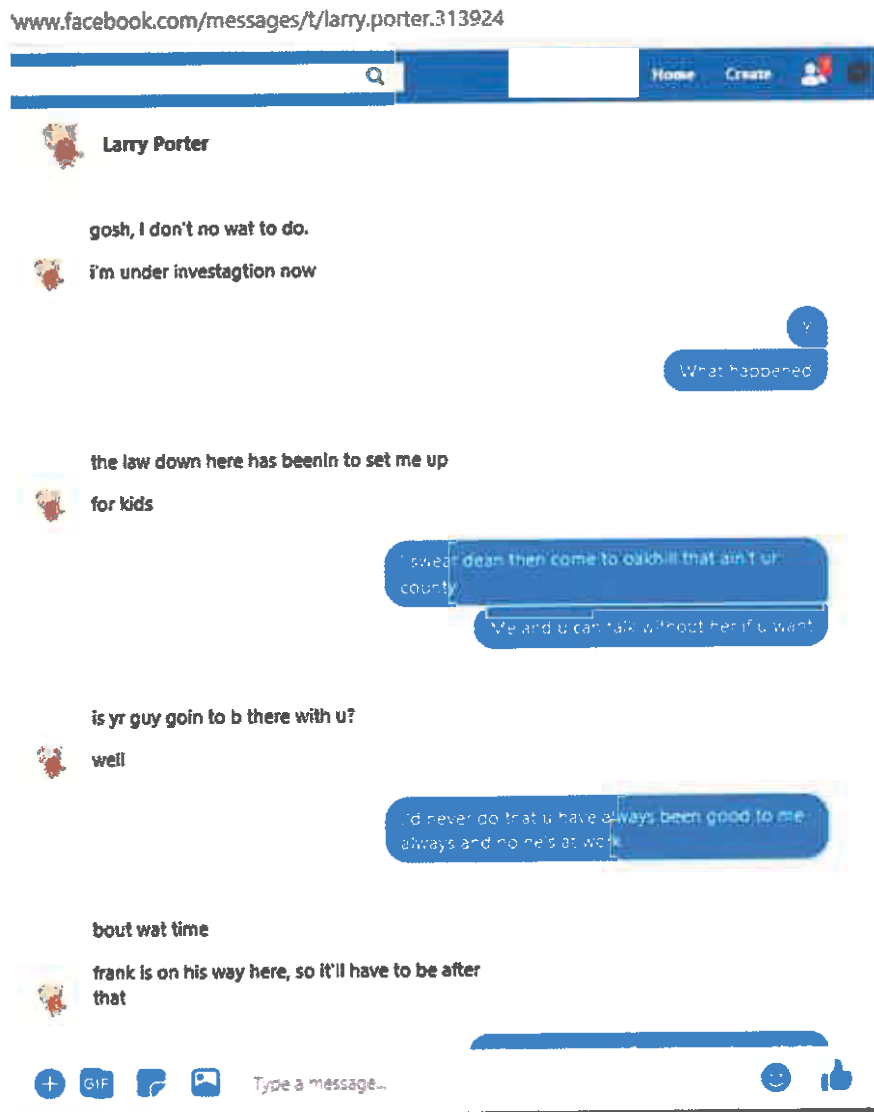 www.facebook.com/messages/t/larry.porter.313924
Home Create
Larry Porter
gosh, I don't no wat to do.
i'm under investagtion now
What happened
the law down here has beenin to set me up
for kids
I swear dean then come to oakhill that ain't ur
county
Me and u can talk without her if u want
is yr guy goin to b there with u?
well
I'd never do that u have always been good to me
always and no he's at work
bout wat time
frank is on his way here, so it'll have to be after
that
GIF
Type a message...